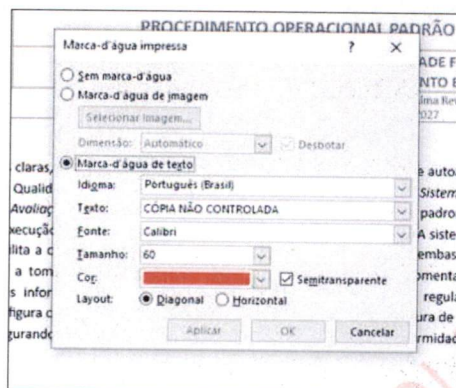 PROCEDIMENTO OPERACIONAL PADRÃO
Marca-d'água impressa ? ×
Sem marca-d'água
Marca-d'água de imagem
Selecionar Imagem...
Dimensão: Automático Desbotar
Marca-d'água de texto
Idioma: Português (Brasil)
Texto: CÓPIA NÃO CONTROLADA
Fonte: Calibri
Tamanho: 60
Cor: Semitransparente
Layout: Diagonal Horizontal
Aplicar OK Cancelar
ADE F
NTO E
2027
claras,
Qualid
Avaliaç
xecução
ilita a c
a tom
s infor
figura c
gurando
e auto
Sistem
padro
A siste
embas
omenta
regula
ura de
rmidad